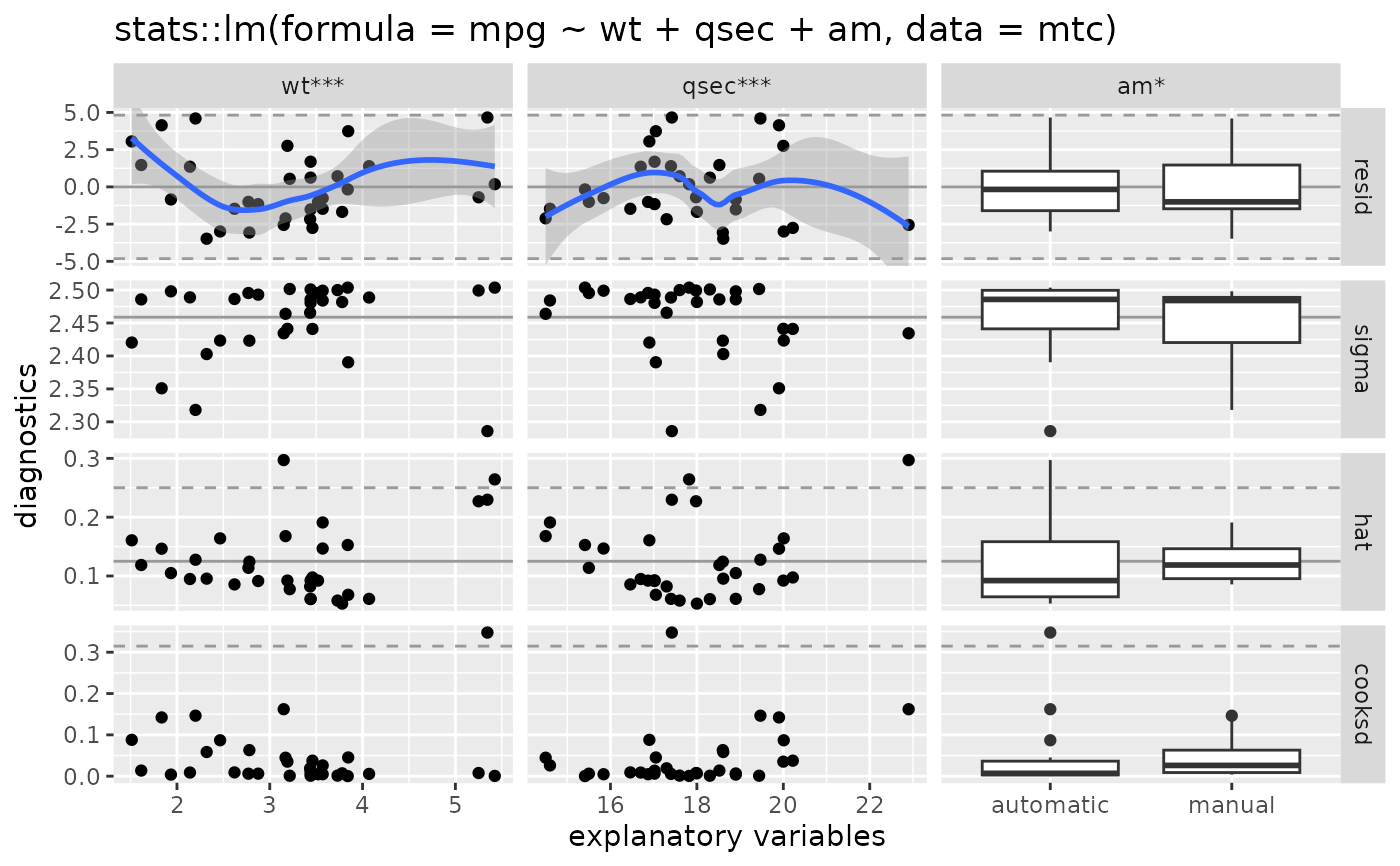 stats::lm(formula = mpg ~ wt + qsec + am, data = mtc)
wt*** qsec*** am*
5.0
2.5
0.0
-2.5
-5.0
resid
2.50
2.45
2.40
2.35
2.30
sigma
0.3
0.2
0.1
hat
0.3
0.2
0.1
0.0
cooksd
diagnostics
2 3 4 5 16 18 20 22 automatic manual
explanatory variables